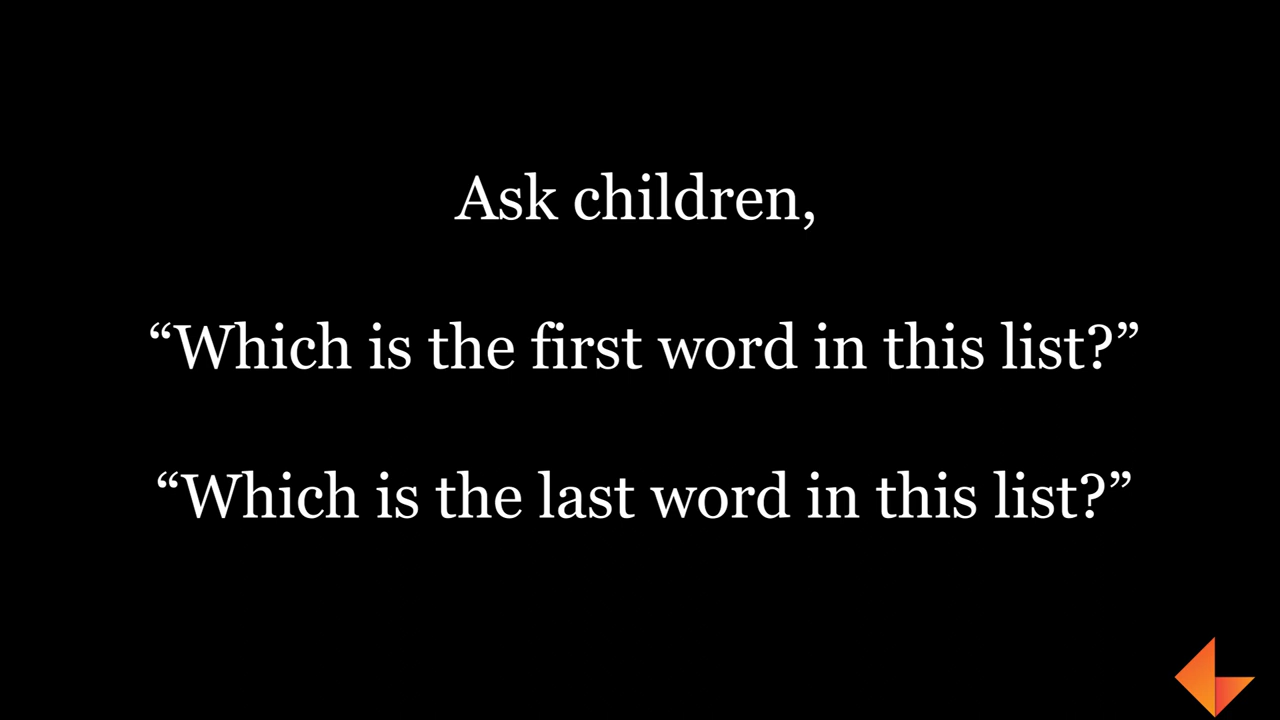 Ask children,
“Which is the first word in this list?”
“Which is the last word in this list?”